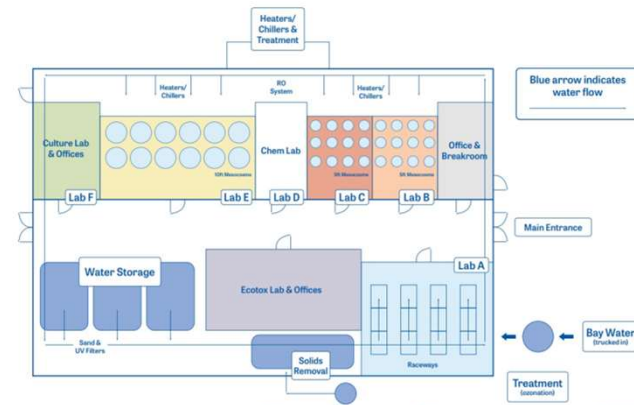 Heaters/
Chillers &
Treatment
Heaters/
Chillers
RO
System
Heaters/
Chillers
Blue arrow indicates
water flow
Culture Lab
& Offices
Chem Lab
Office &
Breakroom
Lab F
Lab E
Lab D
Lab C
Lab B
Main Entrance
Water Storage
Ecotox Lab & Offices
Lab A
Sand &
UV Filters
Solids
Removal
Raceways
Bay Water
(trucked in)
Treatment
(ozonation)